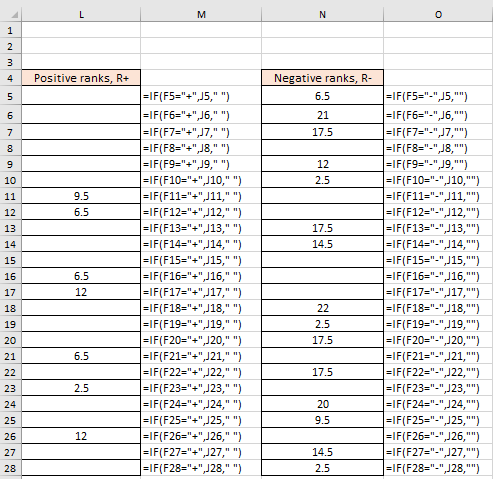 L M N O
1
2
3
4 Positive ranks, R+ Negative ranks, R-
5 =IF(F5="+",J5," ") 6.5 =IF(F5="-",J5,"")
6 =IF(F6="+",J6," ") 21 =IF(F6="-",J6,"")
7 =IF(F7="+",J7," ") 17.5 =IF(F7="-",J7,"")
8 =IF(F8="+",J8," ") =IF(F8="-",J8,"")
9 =IF(F9="+",J9," ") 12 =IF(F9="-",J9,"")
10 =IF(F10="+",J10," ") 2.5 =IF(F10="-",J10,"")
11 9.5 =IF(F11="+",J11," ") =IF(F11="-",J11,"")
12 6.5 =IF(F12="+",J12," ") =IF(F12="-",J12,"")
13 =IF(F13="+",J13," ") 17.5 =IF(F13="-",J13,"")
14 =IF(F14="+",J14," ") 14.5 =IF(F14="-",J14,"")
15 =IF(F15="+",J15," ") =IF(F15="-",J15,"")
16 6.5 =IF(F16="+",J16," ") =IF(F16="-",J16,"")
17 12 =IF(F17="+",J17," ") =IF(F17="-",J17,"")
18 =IF(F18="+",J18," ") 22 =IF(F18="-",J18,"")
19 =IF(F19="+",J19," ") 2.5 =IF(F19="-",J19,"")
20 =IF(F20="+",J20," ") 17.5 =IF(F20="-",J20,"")
21 6.5 =IF(F21="+",J21," ") =IF(F21="-",J21,"")
22 =IF(F22="+",J22," ") 17.5 =IF(F22="-",J22,"")
23 2.5 =IF(F23="+",J23," ") =IF(F23="-",J23,"")
24 =IF(F24="+",J24," ") 20 =IF(F24="-",J24,"")
25 =IF(F25="+",J25," ") 9.5 =IF(F25="-",J25,"")
26 12 =IF(F26="+",J26," ") =IF(F26="-",J26,"")
27 =IF(F27="+",J27," ") 14.5 =IF(F27="-",J27,"")
28 =IF(F28="+",J28," ") 2.5 =IF(F28="-",J28,"")